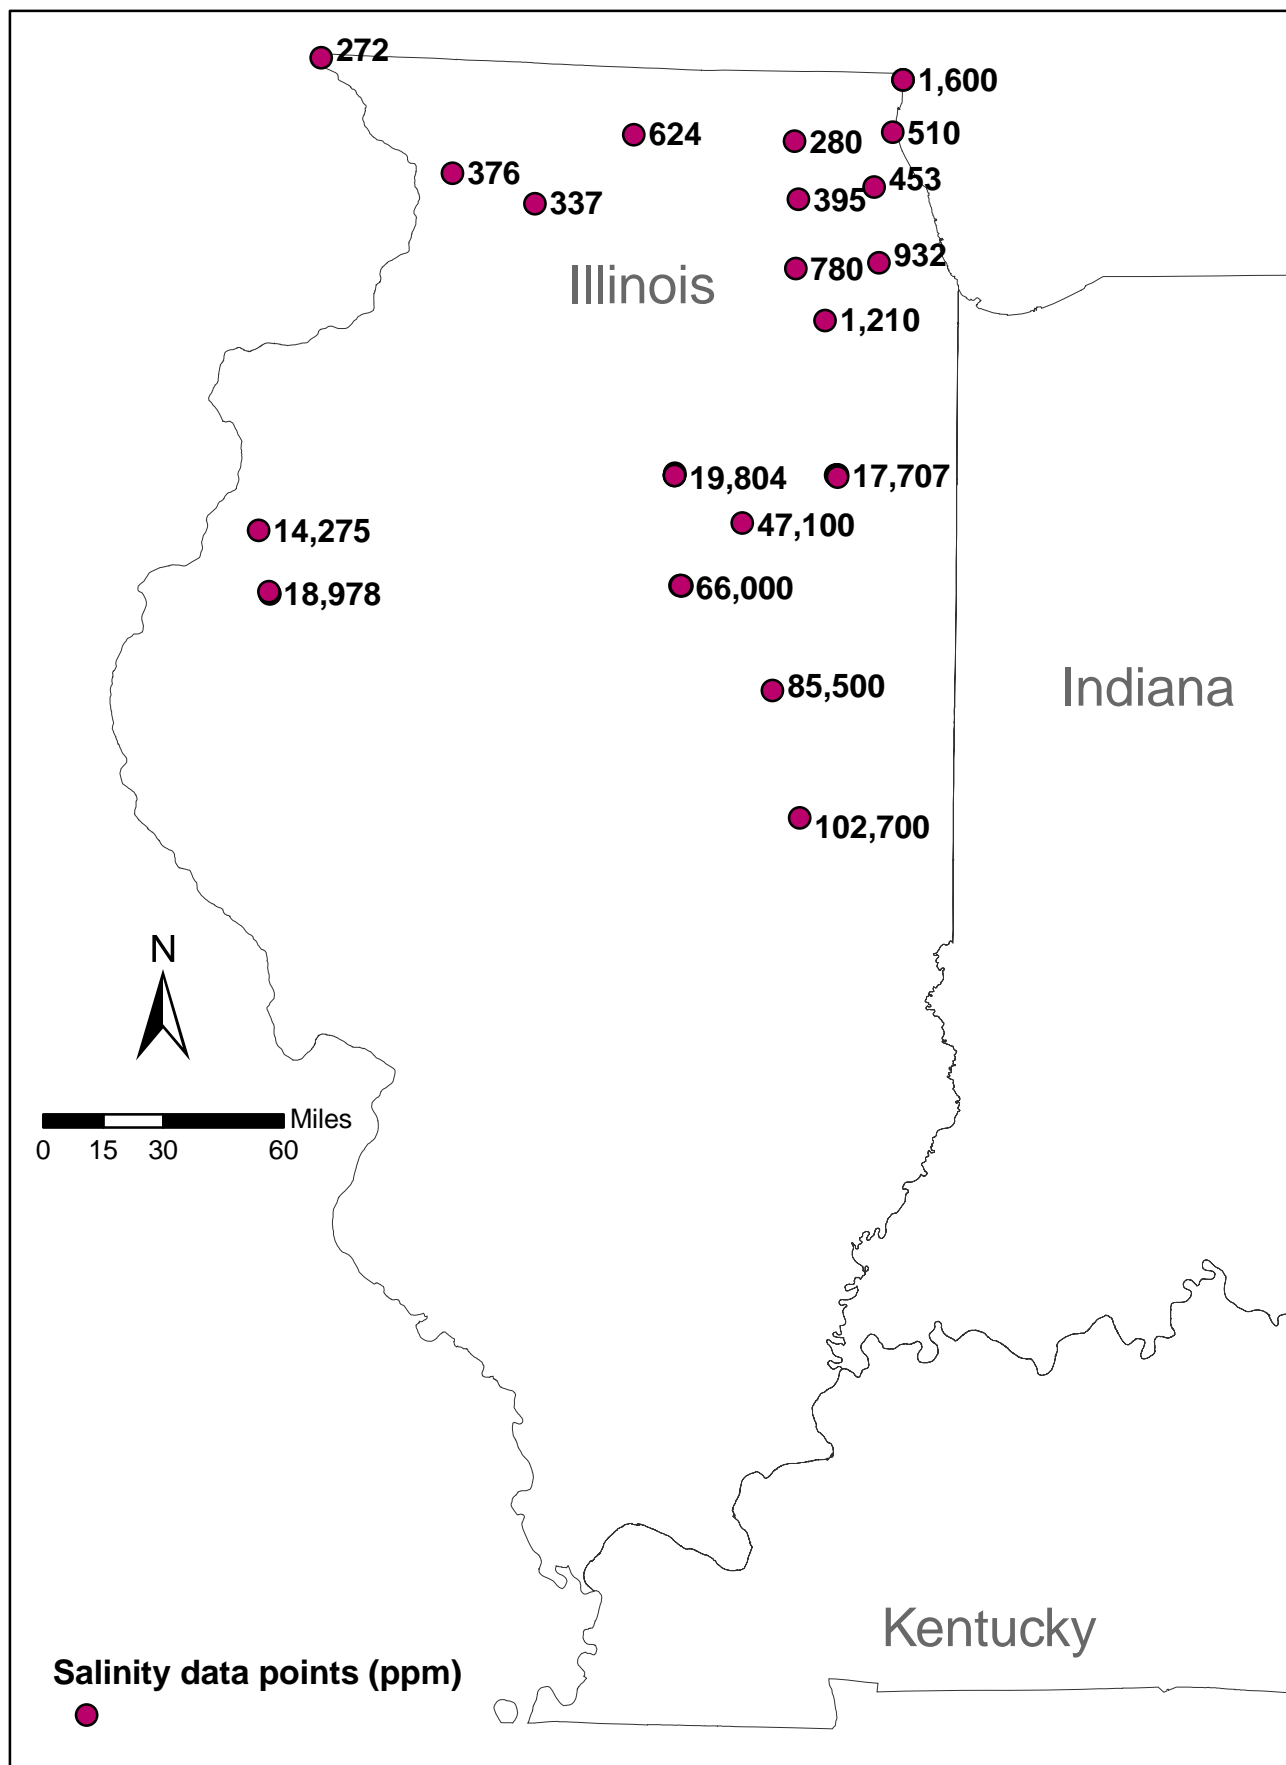 272
1,600
624
280
510
376
337
395
453
Illinois
780
932
1,210
19,804
17,707
14,275
47,100
18,978
66,000
85,500
Indiana
102,700
N
Miles
0 15 30 60
Kentucky
Salinity data points (ppm)